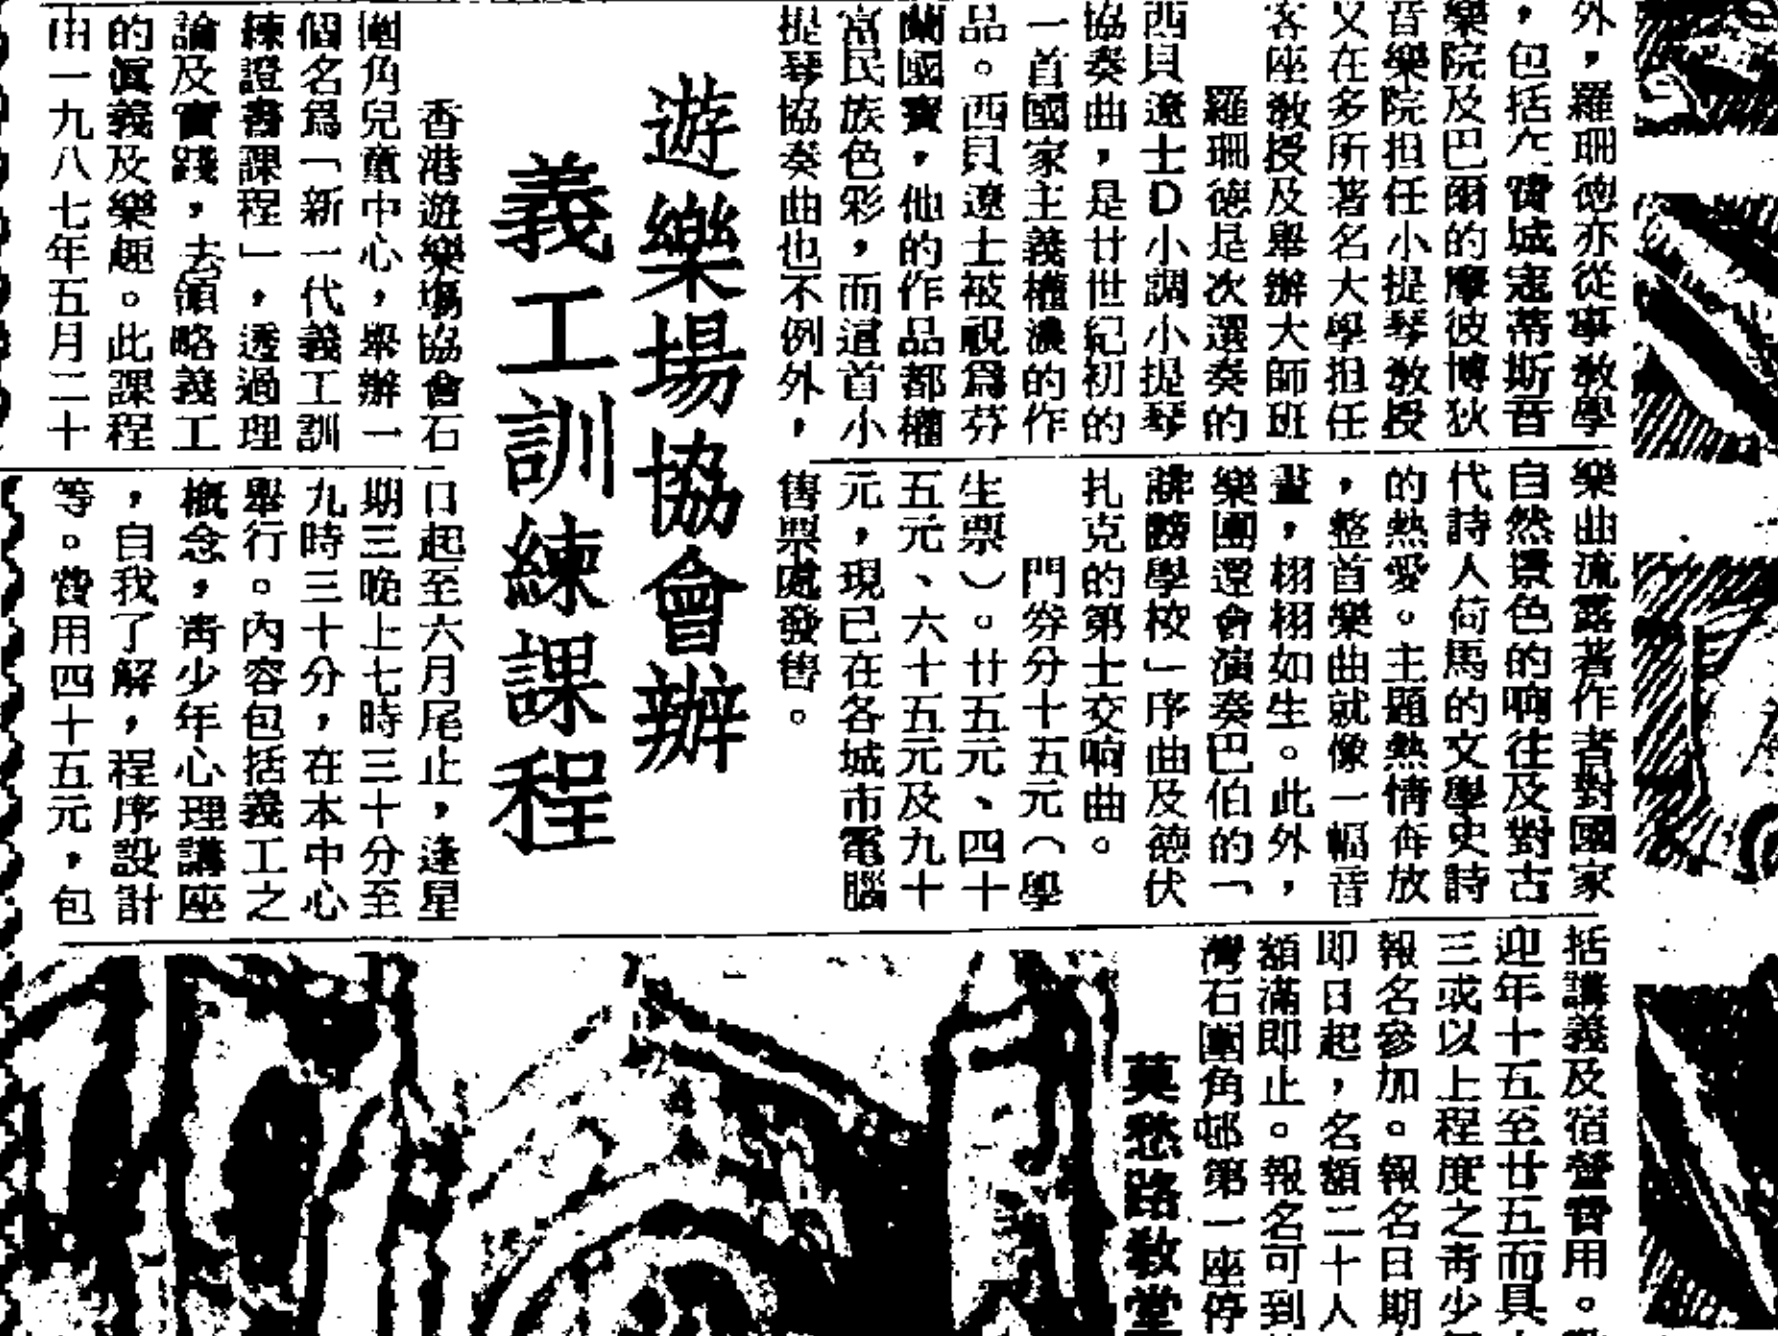 外，羅珊德亦從事教學
樂院及巴爾的摩彼博狄
音樂院担任小提琴教授
又在多所著名大學担任
客座教授及舉辦大師班
羅珊德是次選奏的
西貝遼士D小調小提琴
協奏曲，是廿世紀初的
一首國家主義權濃的作
品。西貝遼士被視爲芬
蘭國寶，他的作品都權
富民族色彩，而這首小
提琴協奏曲也不例外，
樂曲流露著作者對國家
自然景色的嚮往及對古
代詩人荷馬的文學史詩
的熱愛。主題熱情奔放
，整首樂曲就像一幅音
畫，栩栩如生。此外，
樂團還會演奏巴伯的「
誹謗學校」序曲及德伏
扎克的第士交响曲。
門券分十五元（學
生票）。廿五元、四十
五元、六十五元及九十
元，現已在各城市電腦
售票處發售。
遊樂場協會辦
義工訓練課程
香港遊樂塲協會石
圍角兒童中心，舉辦一
個名爲「新一代義工訓
練證書課程」，透過理
論及實踐，去領略義工
的眞義及樂趣。此課程
由一九八七年五月二十
日起至六月尾止，逢星
期三晚上七時三十分至
九時三十分，在本中心
舉行。內容包括義工之
概念，靑少年心理講座
，自我了解，程序設計
等。費用四十五元，包
括講義及宿營費用。
迎年十五至廿五而具
三或以上程度之靑少
報名參加。報名日期
即日起，名額二十人
額滿即止。報名可到
灣石圍角邨第一座停
莫愁路教堂